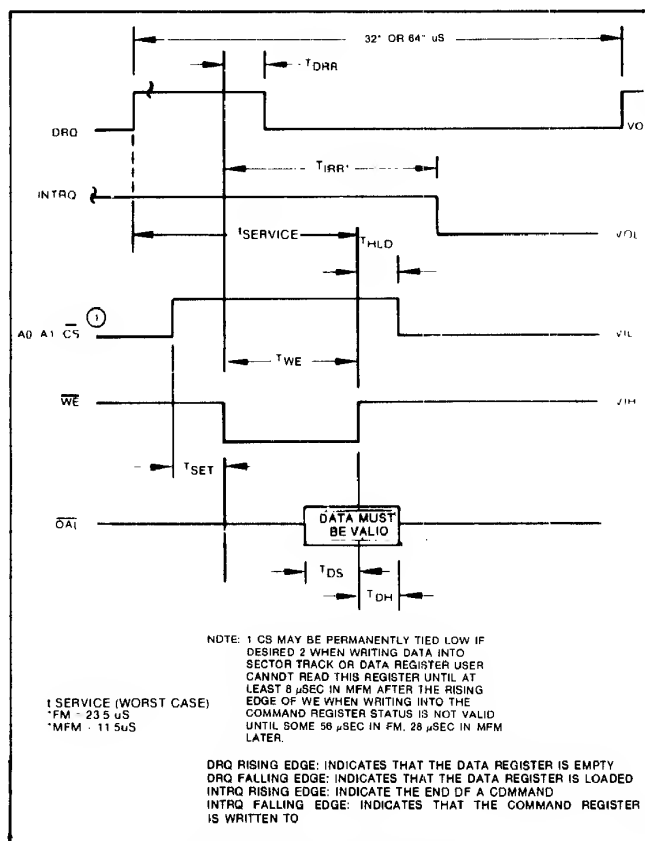 32* OR 64* uS
TDRR
DRQ
VO
TIRR*
INTRQ
tSERVICE
VOL
THLD
A0 A1 CS 1
VIL
TWE
WE
VIH
TSET
DAL
DATA MUST
BE VALID
TDS
TDH
NOTE: 1 CS MAY BE PERMANENTLY TIED LOW IF
DESIRED 2 WHEN WRITING DATA INTO
SECTOR TRACK OR DATA REGISTER USER
CANNOT READ THIS REGISTER UNTIL AT
LEAST 8 µSEC IN MFM AFTER THE RISING
EDGE OF WE WHEN WRITING INTO THE
COMMAND REGISTER STATUS IS NOT VALID
UNTIL SOME 56 µSEC IN FM, 28 µSEC IN MFM
LATER.
t SERVICE (WORST CASE)
*FM - 23 5 uS
*MFM - 11 5uS
DRQ RISING EDGE: INDICATES THAT THE DATA REGISTER IS EMPTY
DRQ FALLING EDGE: INDICATES THAT THE DATA REGISTER IS LOADED
INTRQ RISING EDGE: INDICATE THE END OF A COMMAND
INTRQ FALLING EDGE: INDICATES THAT THE COMMAND REGISTER
IS WRITTEN TO